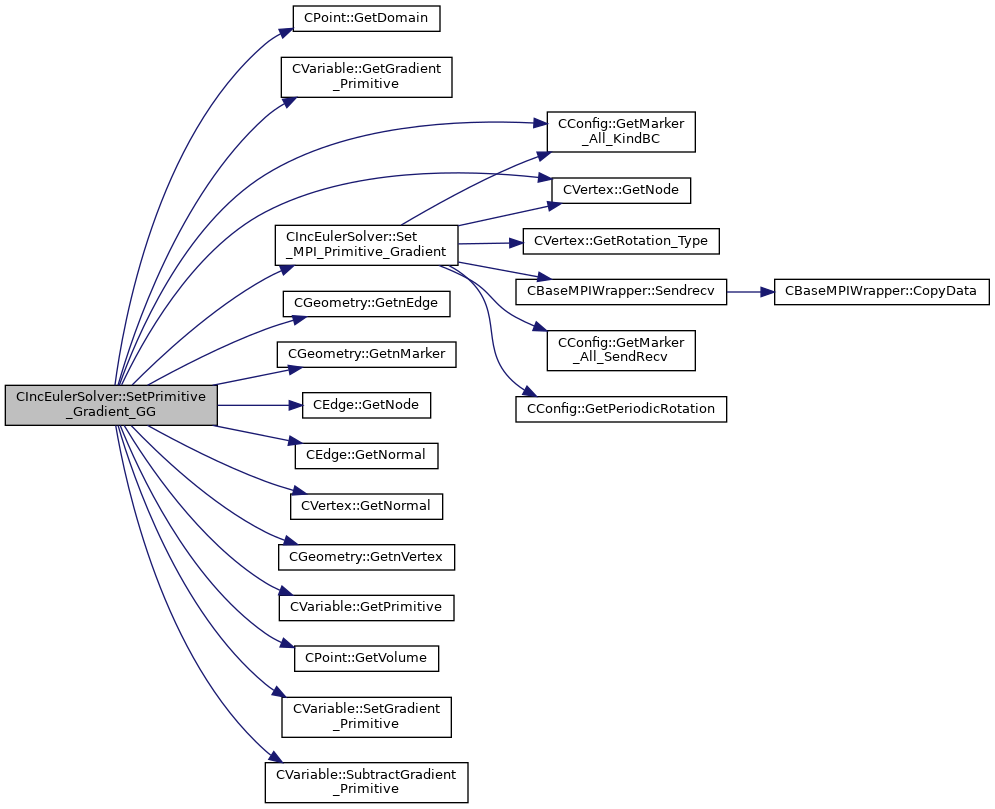 CPoint::GetDomain
CVariable::GetGradient
_Primitive
CConfig::GetMarker
_All_KindBC
CVertex::GetNode
CIncEulerSolver::Set
_MPI_Primitive_Gradient
CVertex::GetRotation_Type
CBaseMPIWrapper::Sendrecv
CBaseMPIWrapper::CopyData
CGeometry::GetnEdge
CConfig::GetMarker
_All_SendRecv
CGeometry::GetnMarker
CIncEulerSolver::SetPrimitive
_Gradient_GG
CEdge::GetNode
CConfig::GetPeriodicRotation
CEdge::GetNormal
CVertex::GetNormal
CGeometry::GetnVertex
CVariable::GetPrimitive
CPoint::GetVolume
CVariable::SetGradient
_Primitive
CVariable::SubtractGradient
_Primitive